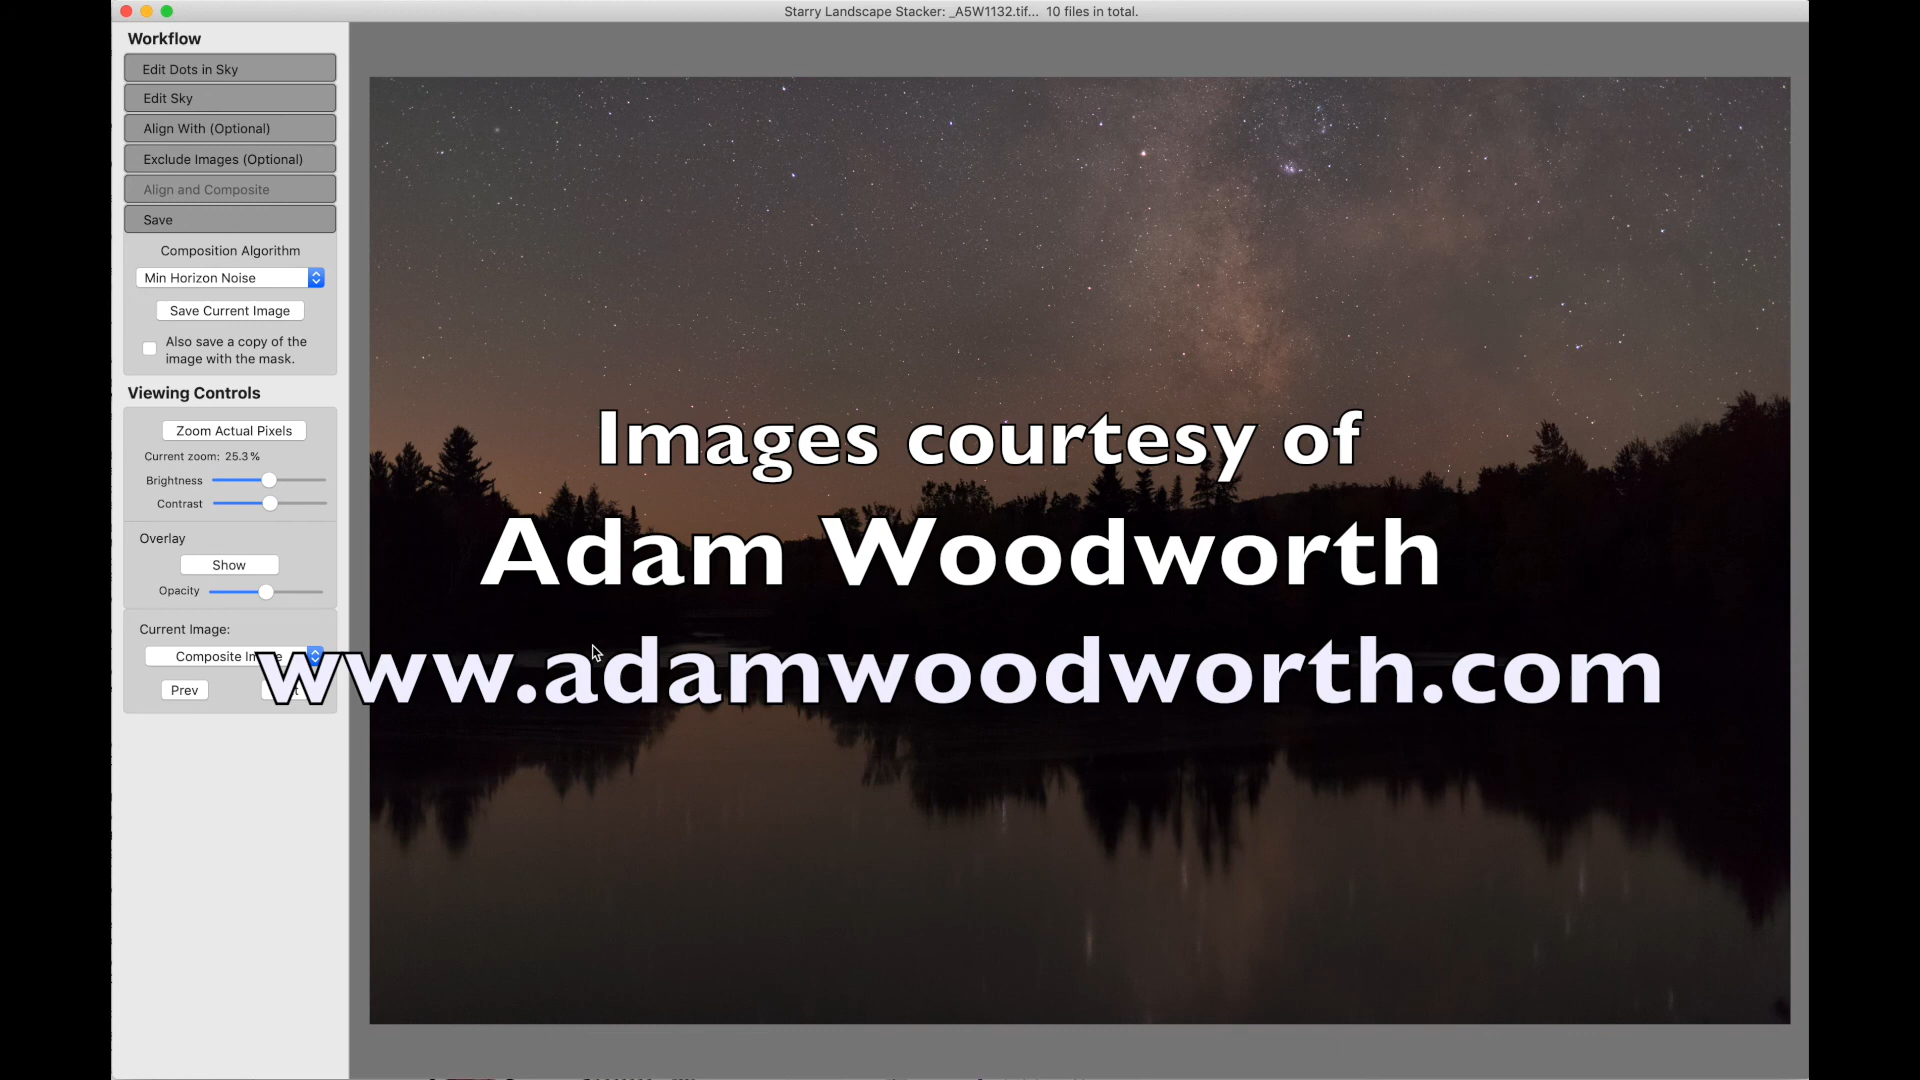 Starry Landscape Stacker: _A5W1132.tif... 10 files in total.
Workflow
Edit Dots in Sky
Edit Sky
Align With (Optional)
Exclude Images (Optional)
Align and Composite
Save
Composition Algorithm
Min Horizon Noise
Save Current Image
Also save a copy of the
image with the mask.
Viewing Controls
Zoom Actual Pixels
Current zoom: 25.3 %
Brightness
Contrast
Overlay
Show
Opacity
Current Image:
Composite
Prev
Images courtesy of
Adam Woodworth
www.adamwoodworth.com